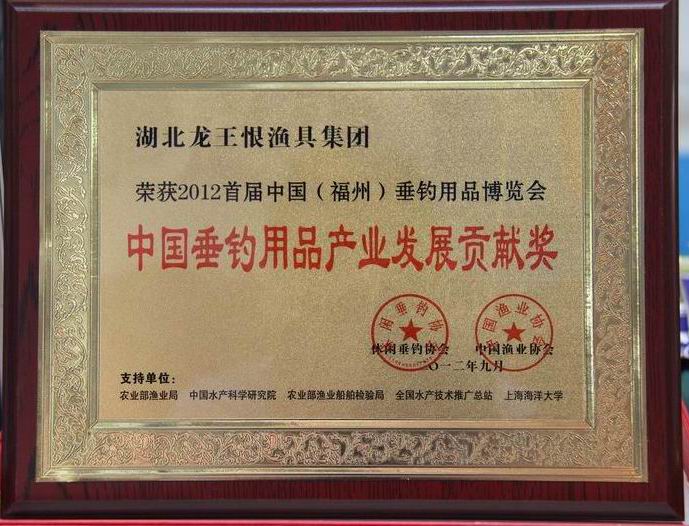 湖北龙王恨渔具集团
荣获2012首届中国（福州）垂钓用品博览会
中国垂钓用品产业发展贡献奖
休闲垂钓协会 中国渔业协会
〇一二年九月
支持单位：
农业部渔业局 中国水产科学研究院 农业部渔业船舶检验局 全国水产技术推广总站 上海海洋大学